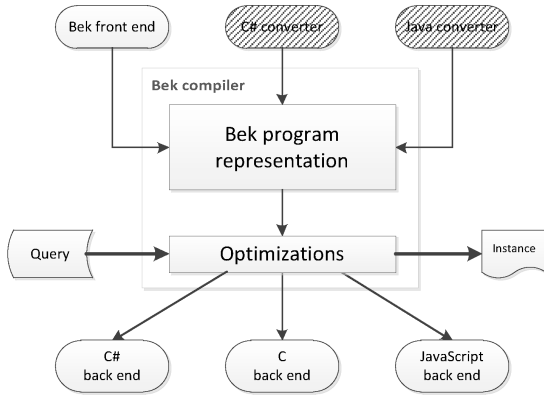 Bek front end
C# converter
Java converter
Bek compiler
Bek program
representation
Query
Optimizations
Instance
C#
back end
C
back end
JavaScript
back end